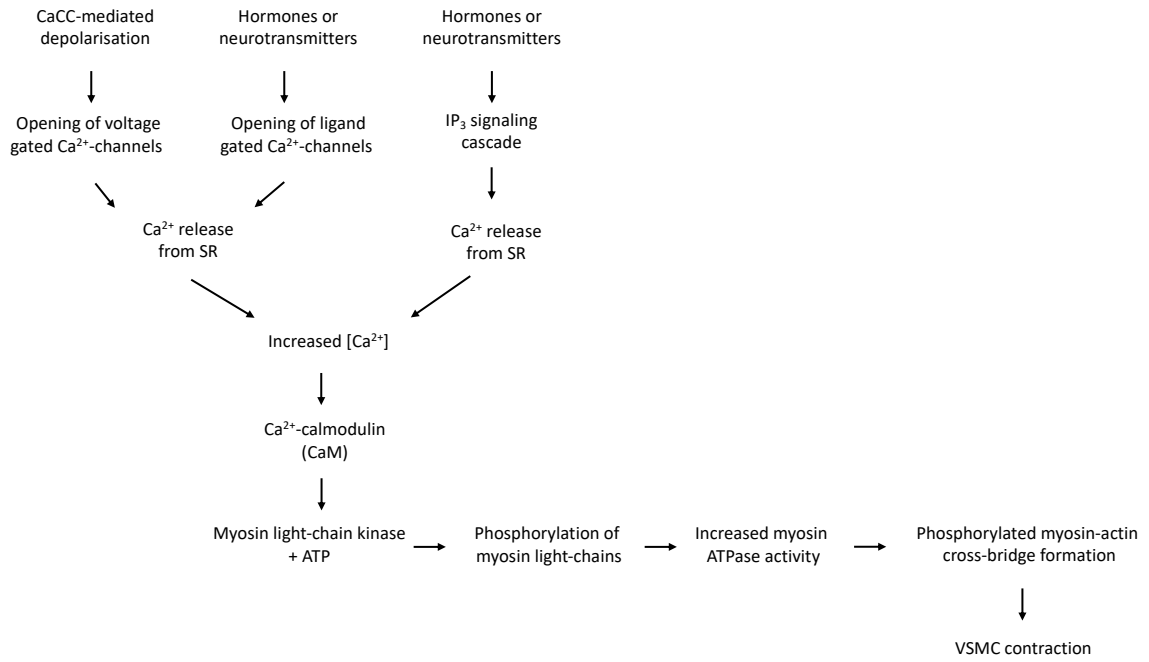 CaCC-mediated
depolarisation
Hormones or
neurotransmitters
Hormones or
neurotransmitters
Opening of voltage
gated Ca²⁺-channels
Opening of ligand
gated Ca²⁺-channels
IP₃ signaling
cascade
Ca²⁺ release
from SR
Ca²⁺ release
from SR
Increased [Ca²⁺]
Ca²⁺-calmodulin
(CaM)
Myosin light-chain kinase
+ ATP
Phosphorylation of
myosin light-chains
Increased myosin
ATPase activity
Phosphorylated myosin-actin
cross-bridge formation
VSMC contraction